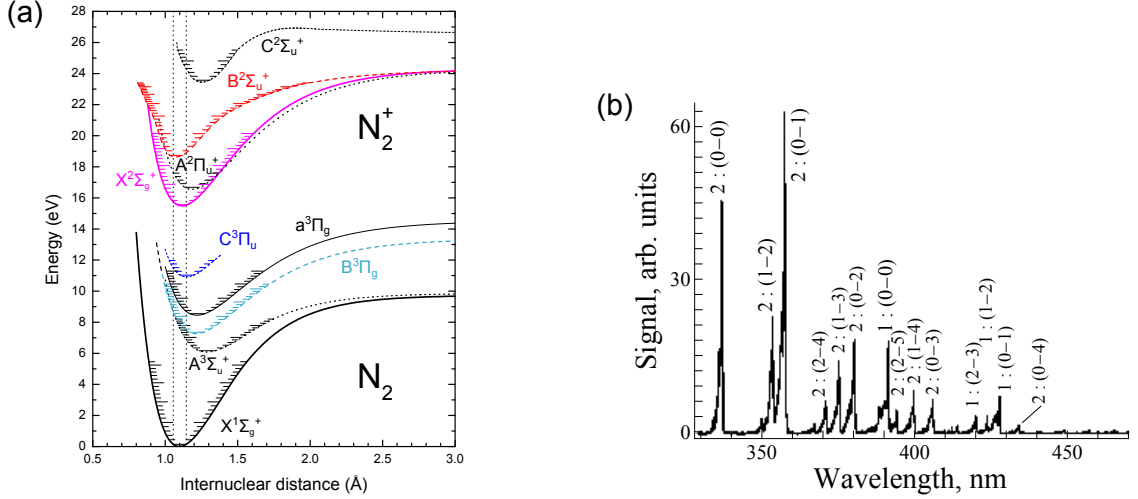 (a)
28
26
24
22
20
18
16
14
12
10
8
6
4
2
0
Energy (eV)
0.5
1.0
1.5
2.0
2.5
3.0
Internuclear distance (Å)
C²Σᵤ⁺
B²Σᵤ⁺
N₂⁺
A²Πᵤ⁺
X²Σg⁺
a³Πg
C³Πᵤ
B³Πg
A³Σᵤ⁺
N₂
X¹Σg⁺
(b)
60
30
0
Signal, arb. units
350
400
450
Wavelength, nm
2 : (0–0)
2 : (1–2)
2 : (0–1)
2 : (2–4)
2 : (1–3)
2 : (0–2)
1 : (0–0)
2 : (2–5)
2 : (1–4)
2 : (0–3)
1 : (2–3)
1 : (1–2)
1 : (0–1)
2 : (0–4)